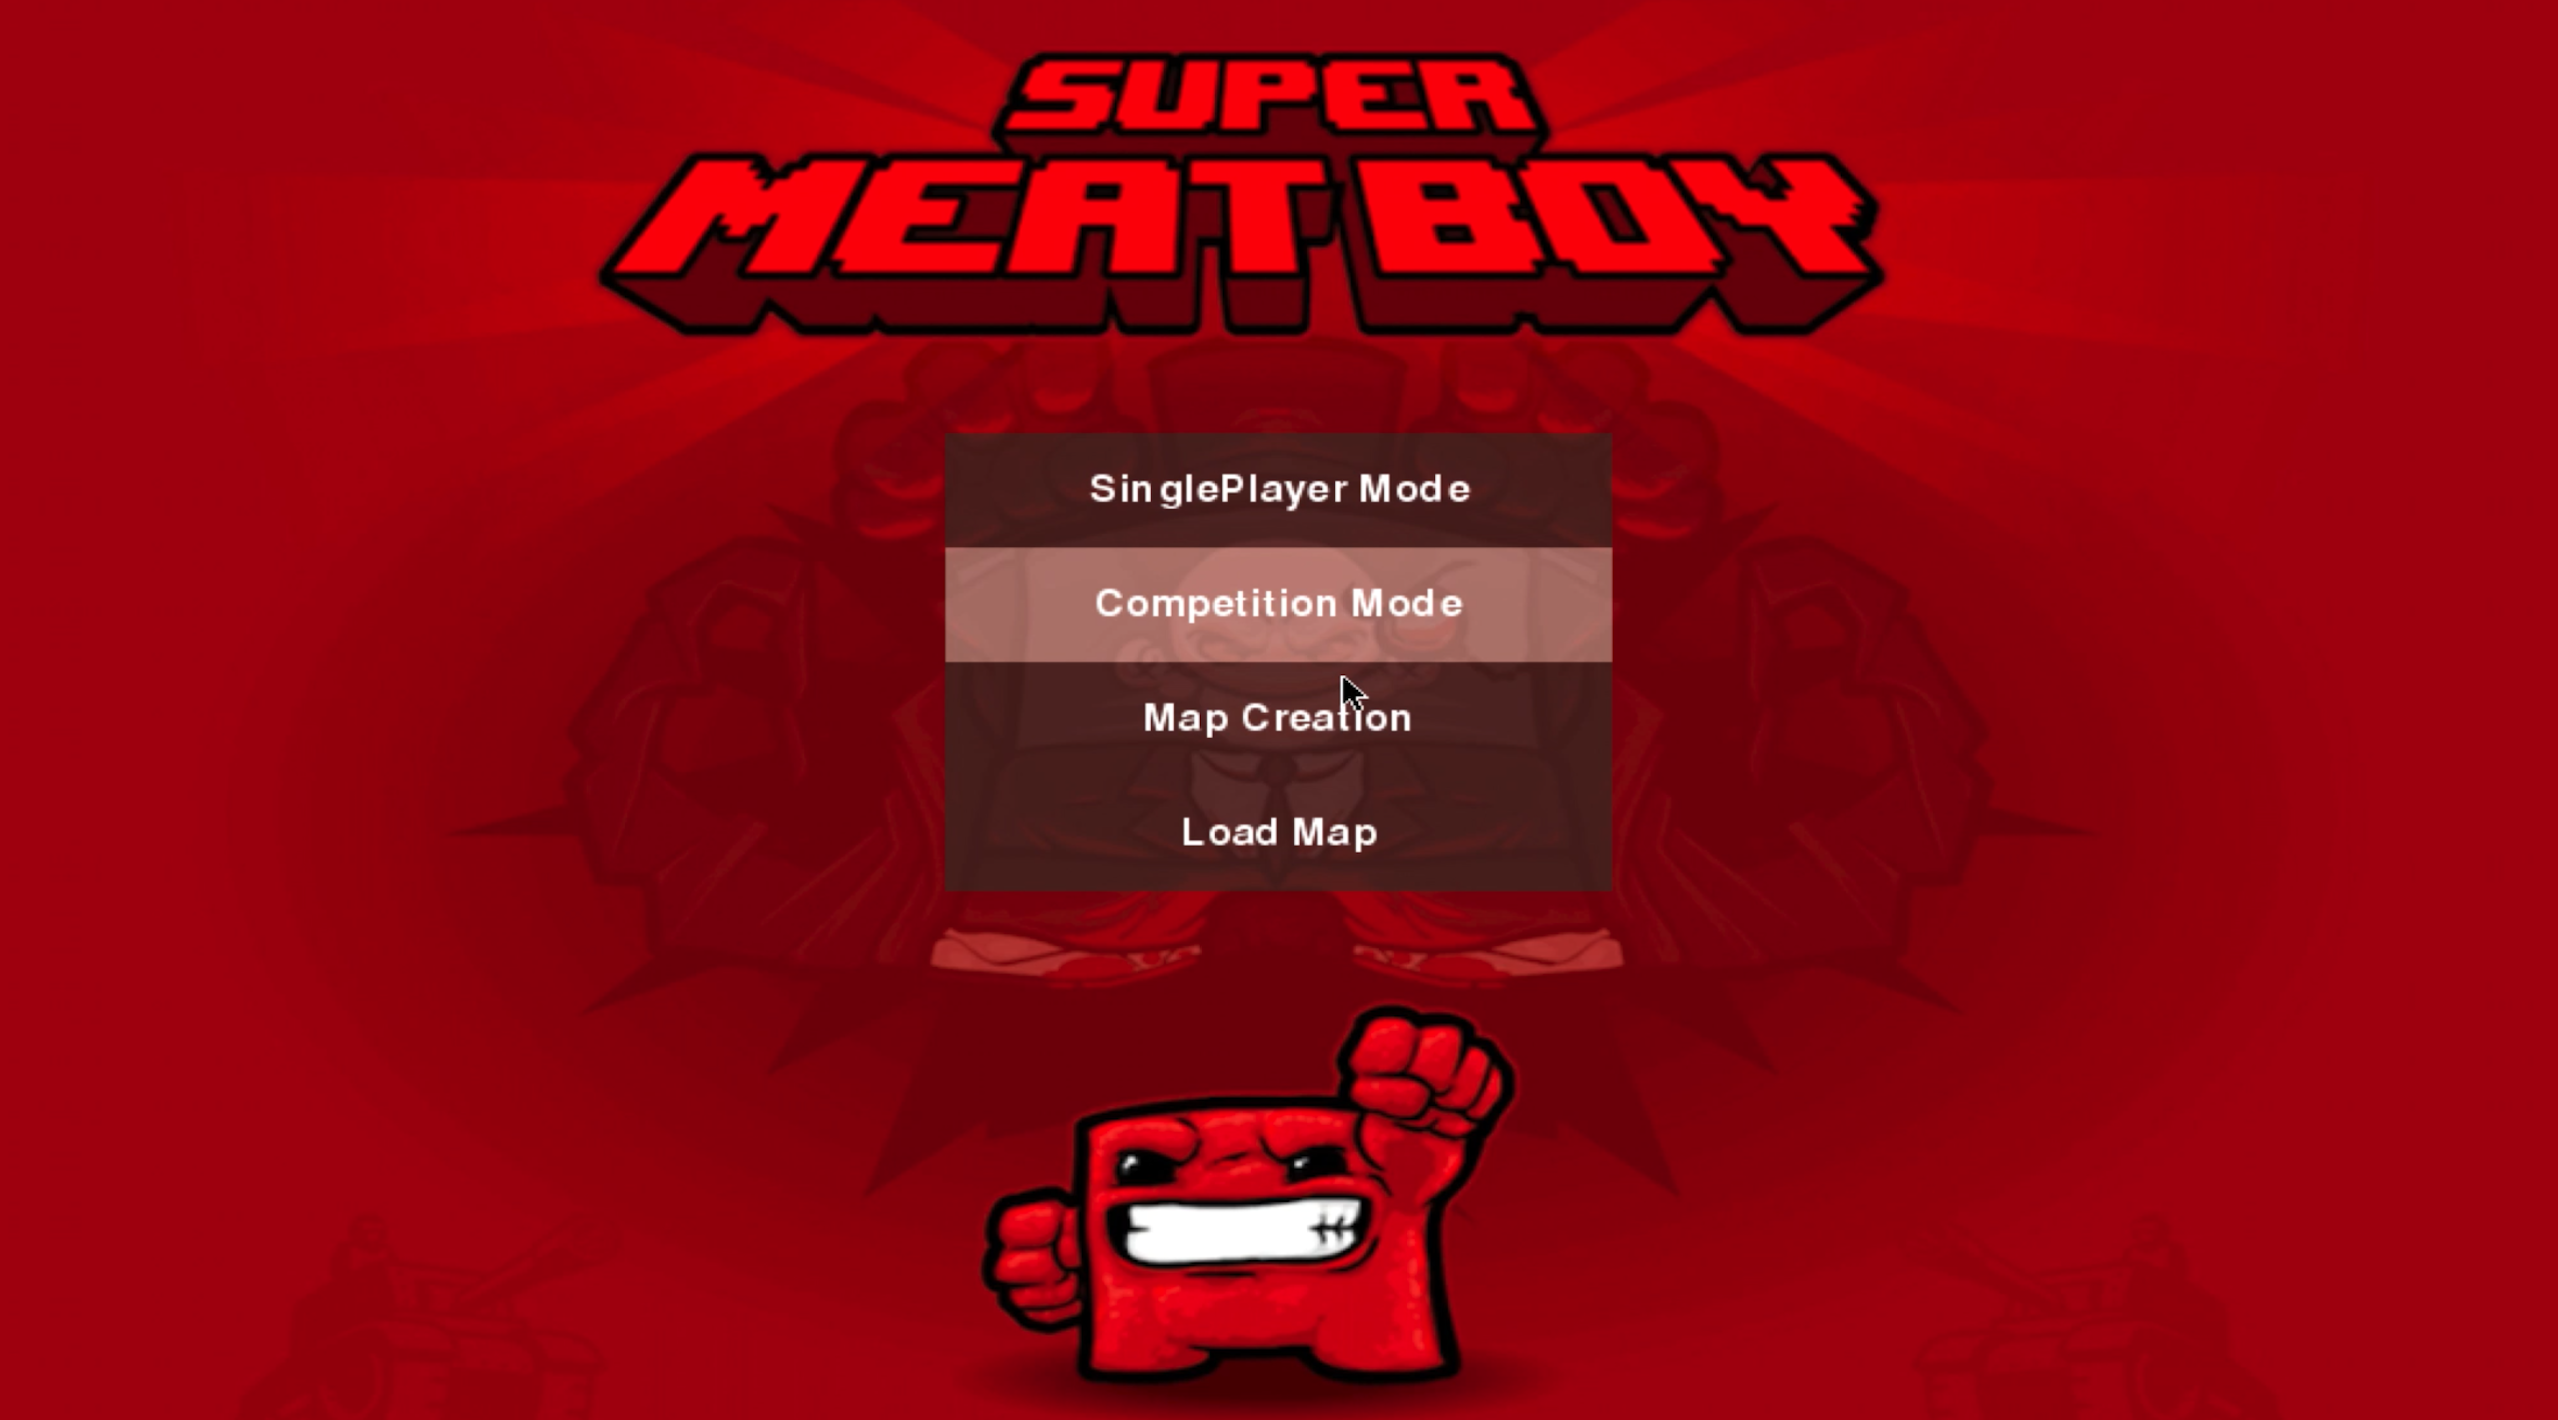 SUPER
MEAT BOY
SinglePlayer Mode
Competition Mode
Map Creation
Load Map